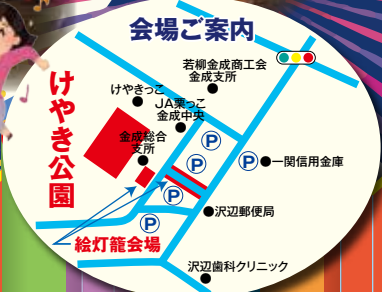 会場ご案内
若柳金成商工会
金成支所
けやきっこ
JA栗っこ
金成中央
けやき公園
金成総合
支所
P
P
一関信用金庫
P
P
P
沢辺郵便局
絵灯籠会場
沢辺歯科クリニック